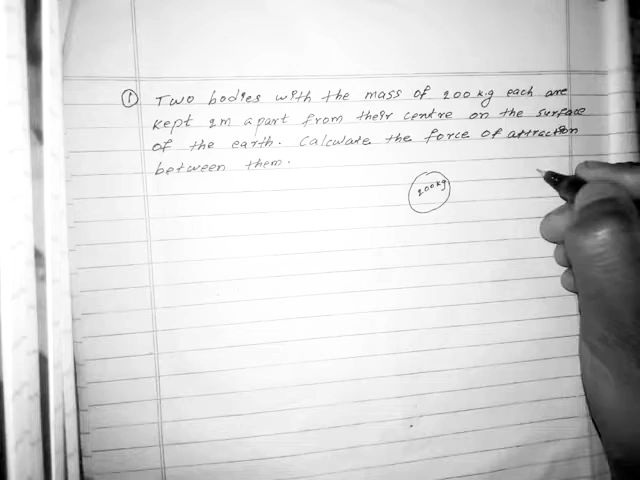 ① Two bodies with the mass of 200 kg each are
kept 2m apart from their centre on the surface
of the earth. Calculate the force of attraction
between them.
200kg